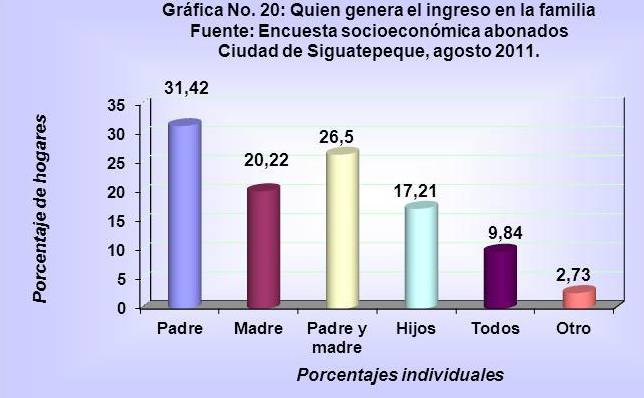 Gráfica No. 20: Quien genera el ingreso en la familia
Fuente: Encuesta socioeconómica abonados
Ciudad de Siguatepeque, agosto 2011.
Porcentaje de hogares
35
30
25
20
15
10
5
0
31,42
20,22
26,5
17,21
9,84
2,73
Padre
Madre
Padre y
madre
Hijos
Todos
Otro
Porcentajes individuales